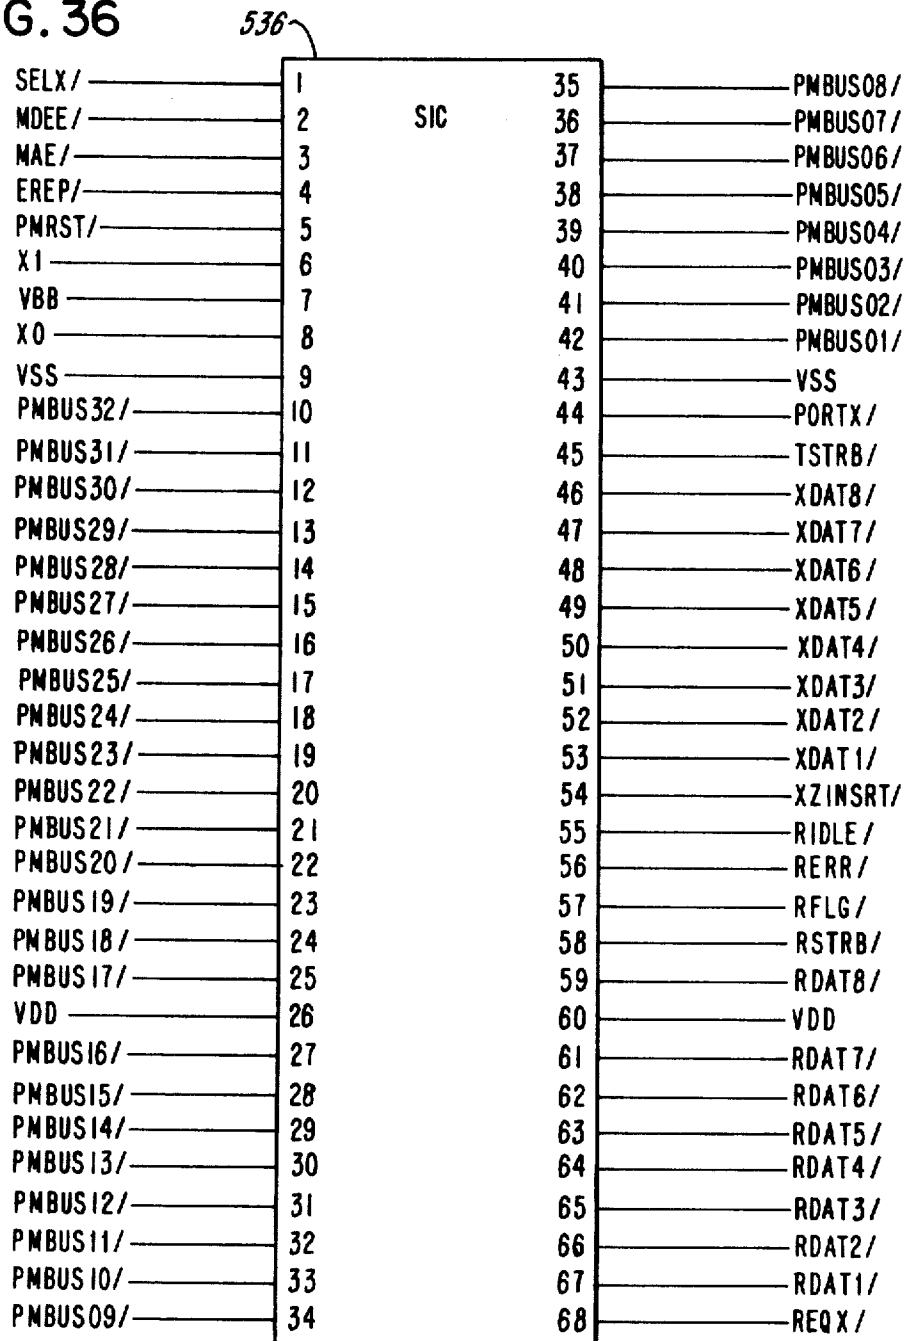 G. 36
536
SIC
SELX/ 1 35 PMBUS08/
MDEE/ 2 36 PMBUS07/
MAE/ 3 37 PMBUS06/
EREP/ 4 38 PMBUS05/
PMRST/ 5 39 PMBUS04/
X1 6 40 PMBUS03/
VBB 7 41 PMBUS02/
X0 8 42 PMBUS01/
VSS 9 43 VSS
PMBUS32/ 10 44 PORTX/
PMBUS31/ 11 45 TSTRB/
PMBUS30/ 12 46 XDAT8/
PMBUS29/ 13 47 XDAT7/
PMBUS28/ 14 48 XDAT6/
PMBUS27/ 15 49 XDAT5/
PMBUS26/ 16 50 XDAT4/
PMBUS25/ 17 51 XDAT3/
PMBUS24/ 18 52 XDAT2/
PMBUS23/ 19 53 XDAT1/
PMBUS22/ 20 54 XZINSRT/
PMBUS21/ 21 55 RIDLE/
PMBUS20/ 22 56 RERR/
PMBUS19/ 23 57 RFLG/
PMBUS18/ 24 58 RSTRB/
PMBUS17/ 25 59 RDAT8/
VDD 26 60 VDD
PMBUS16/ 27 61 RDAT7/
PMBUS15/ 28 62 RDAT6/
PMBUS14/ 29 63 RDAT5/
PMBUS13/ 30 64 RDAT4/
PMBUS12/ 31 65 RDAT3/
PMBUS11/ 32 66 RDAT2/
PMBUS10/ 33 67 RDAT1/
PMBUS09/ 34 68 REQX/